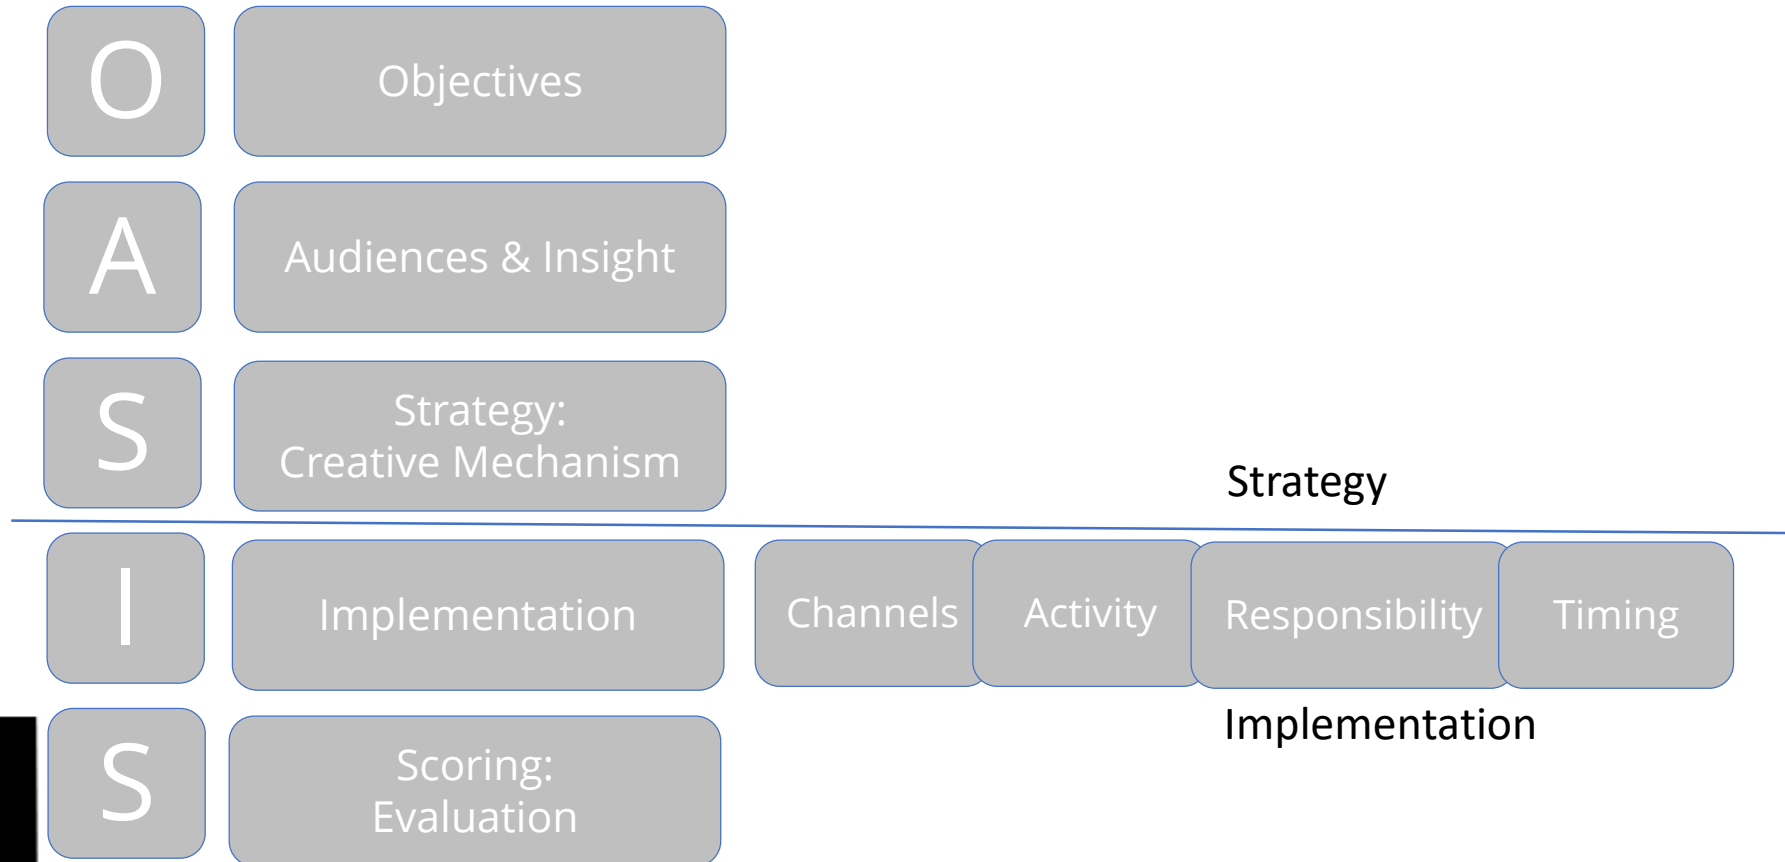 O
Objectives
A
Audiences & Insight
S
Strategy:
Creative Mechanism
Strategy
I
Implementation
Channels
Activity
Responsibility
Timing
Implementation
S
Scoring:
Evaluation